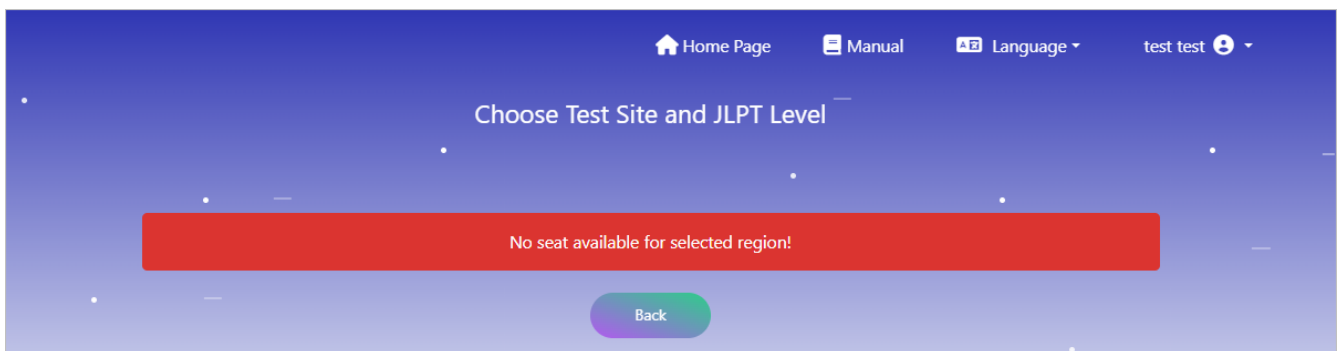 Home Page Manual Language test test
Choose Test Site and JLPT Level
No seat available for selected region!
Back